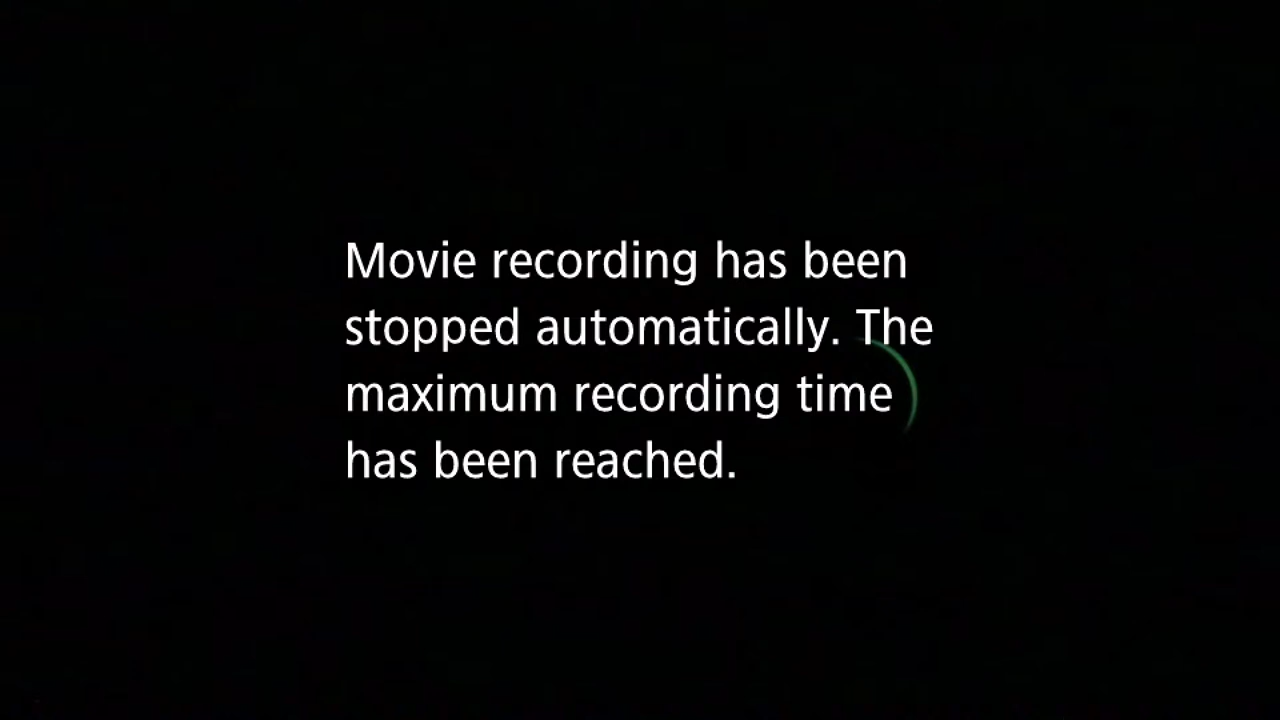 Movie recording has been
stopped automatically. The
maximum recording time
has been reached.